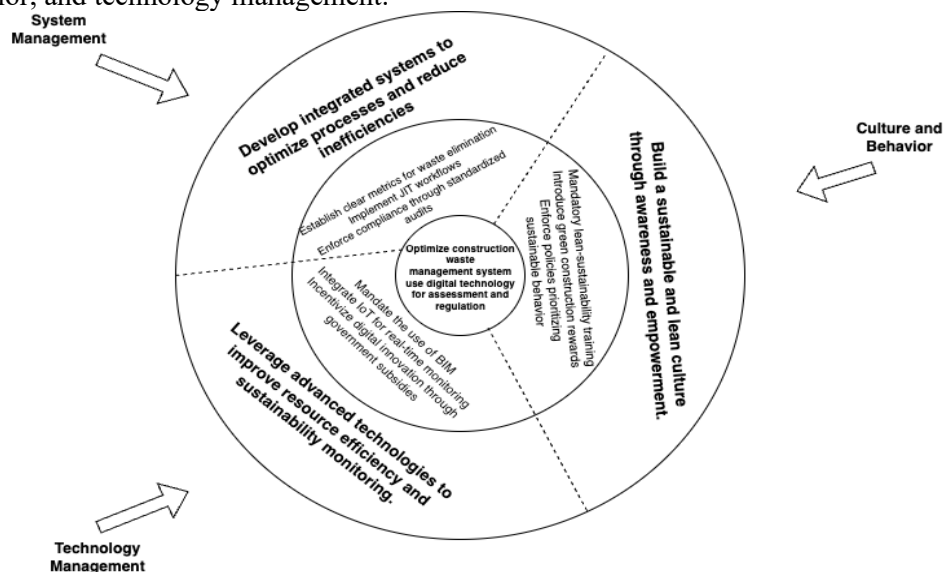 or, and technology management.
System
Management
Develop integrated systems to
optimize processes and reduce
inefficiencies
Establish clear metrics for waste elimination
Implement JIT workflows
Enforce compliance through standardized
audits
Culture and
Behavior
Build a sustainable and lean culture
through awareness and empowerment.
Mandatory lean-sustainability training
Introduce green construction rewards
Enforce policies prioritizing
sustainable behavior
Optimize construction
waste
management system
use digital technology
for assessment and
regulation
Mandate the use of BIM
Integrate IoT for real-time monitoring
Incentivize digital innovation through
government subsidies
Leverage advanced technologies to
improve resource efficiency and
sustainability monitoring.
Technology
Management